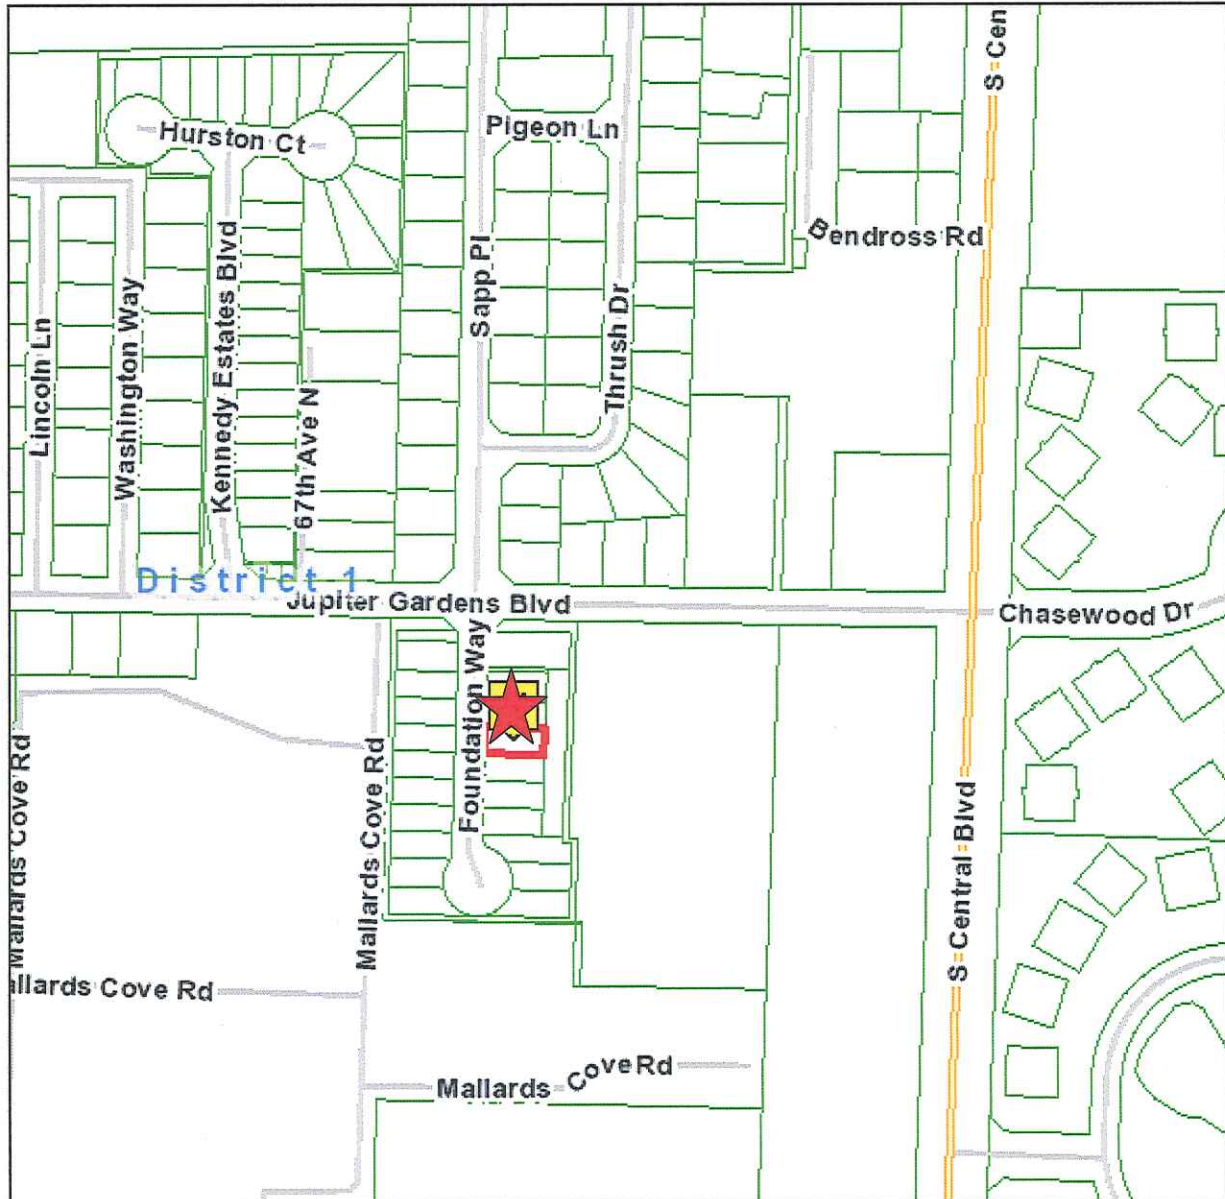 S Cen
Hurston Ct
Pigeon Ln
Bendross Rd
Sapp Pl
Kennedy Estates Blvd
Washington Way
Lincoln Ln
Thrush Dr
67th Ave N
District 1
Jupiter Gardens Blvd
Chasewood Dr
Foundation Way
Mallards Cove Rd
Mallards Cove Rd
S Central Blvd
allards Cove Rd
Mallards Cove Rd